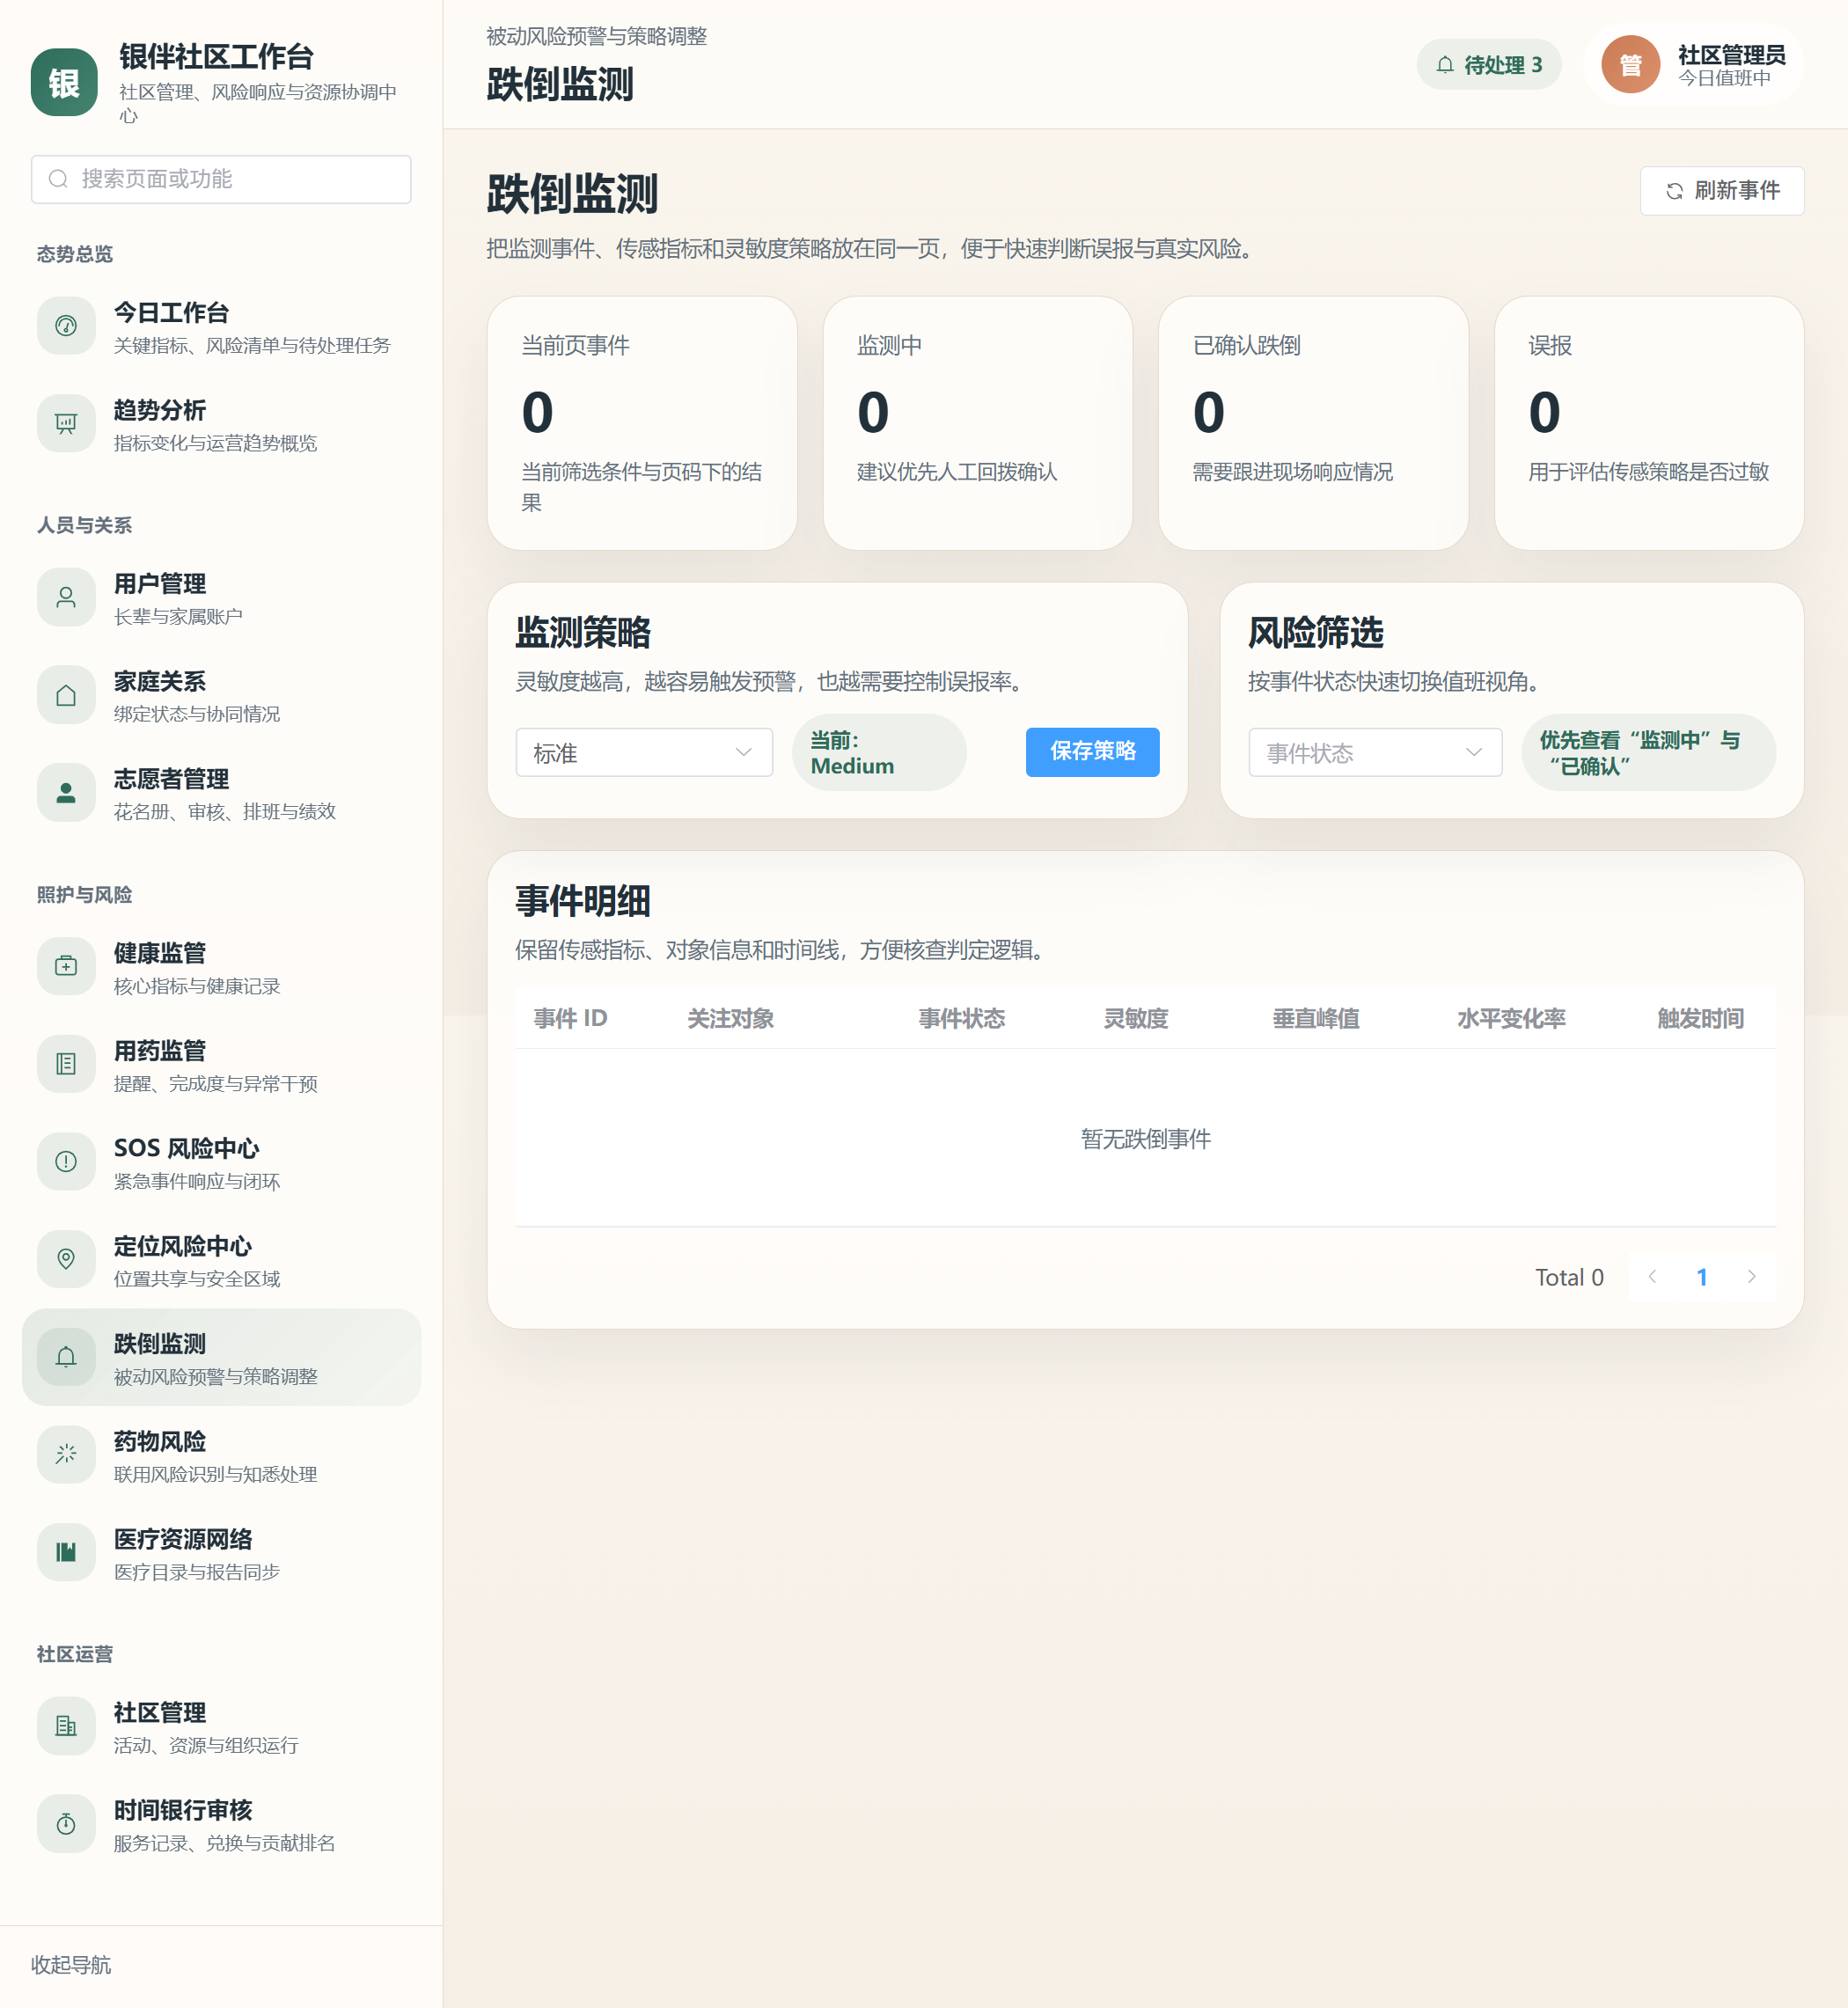 银
银伴社区工作台
社区管理、风险响应与资源协调中
心
搜索页面或功能
态势总览
今日工作台
关键指标、风险清单与待处理任务
趋势分析
指标变化与运营趋势概览
人员与关系
用户管理
长辈与家属账户
家庭关系
绑定状态与协同情况
志愿者管理
花名册、审核、排班与绩效
照护与风险
健康监管
核心指标与健康记录
用药监管
提醒、完成度与异常干预
SOS 风险中心
紧急事件响应与闭环
定位风险中心
位置共享与安全区域
跌倒监测
被动风险预警与策略调整
药物风险
联用风险识别与知悉处理
医疗资源网络
医疗目录与报告同步
社区运营
社区管理
活动、资源与组织运行
时间银行审核
服务记录、兑换与贡献排名
收起导航
被动风险预警与策略调整
跌倒监测
待处理 3
管
社区管理员
今日值班中
跌倒监测
把监测事件、传感指标和灵敏度策略放在同一页，便于快速判断误报与真实风险。
刷新事件
当前页事件
0
当前筛选条件与页码下的结
果
监测中
0
建议优先人工回拨确认
已确认跌倒
0
需要跟进现场响应情况
误报
0
用于评估传感策略是否过敏
监测策略
灵敏度越高，越容易触发预警，也越需要控制误报率。
标准
当前：
Medium
保存策略
风险筛选
按事件状态快速切换值班视角。
事件状态
优先查看“监测中”与
“已确认”
事件明细
保留传感指标、对象信息和时间线，方便核查判定逻辑。
事件 ID 关注对象 事件状态 灵敏度 垂直峰值 水平变化率 触发时间
暂无跌倒事件
Total 0 1